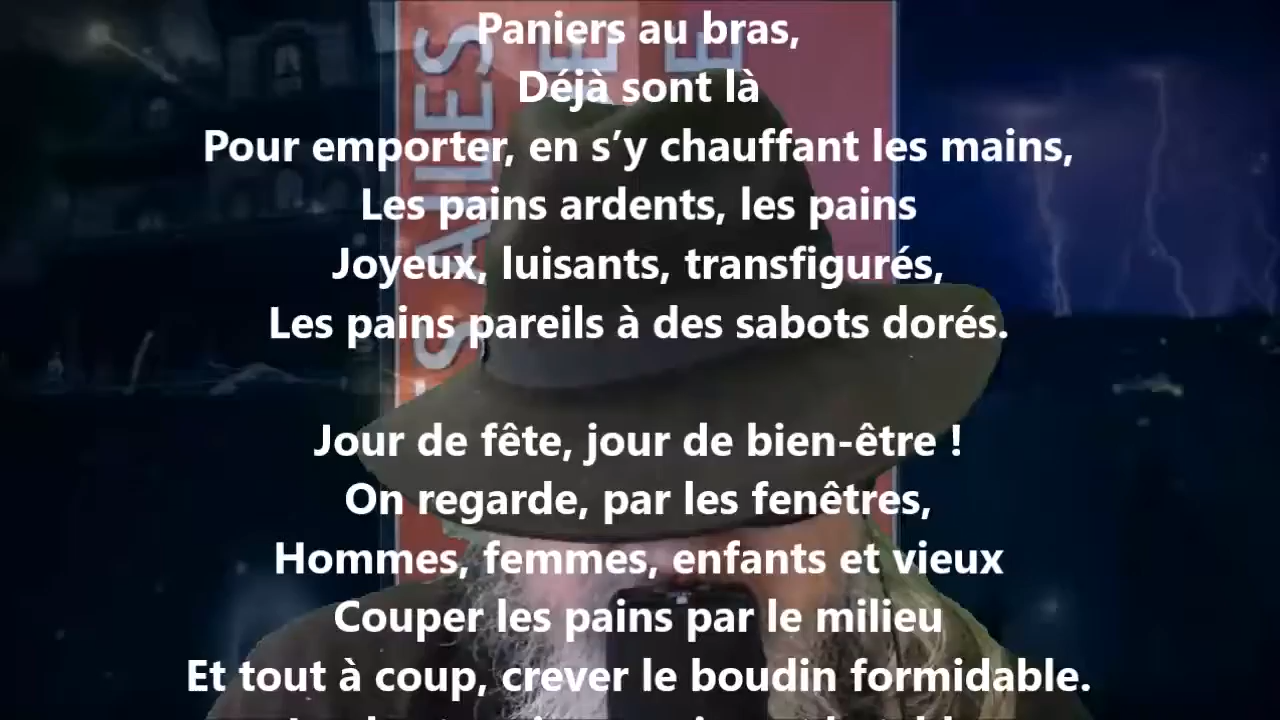 Paniers au bras,
Déjà sont là
Pour emporter, en s’y chauffant les mains,
Les pains ardents, les pains
Joyeux, luisants, transfigurés,
Les pains pareils à des sabots dorés.
Jour de fête, jour de bien-être !
On regarde, par les fenêtres,
Hommes, femmes, enfants et vieux
Couper les pains par le milieu
Et tout à coup, crever le boudin formidable.